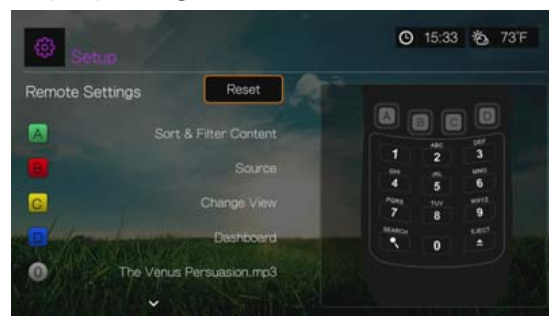 Setup
15:33 73°F
Remote Settings
Reset
A Sort & Filter Content
B Source
C Change View
D Dashboard
0 The Venus Persuasion.mp3
A B C D
ABC DEF
1 2 3
GHI JKL MNO
4 5 6
PQRS TUV WXYZ
7 8 9
SEARCH EJECT
0